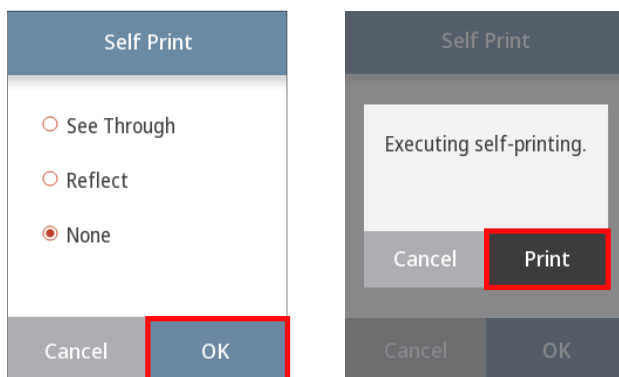 Self Print
See Through
Reflect
None
Cancel OK
Self Print
Executing self-printing.
Cancel Print
Cancel OK